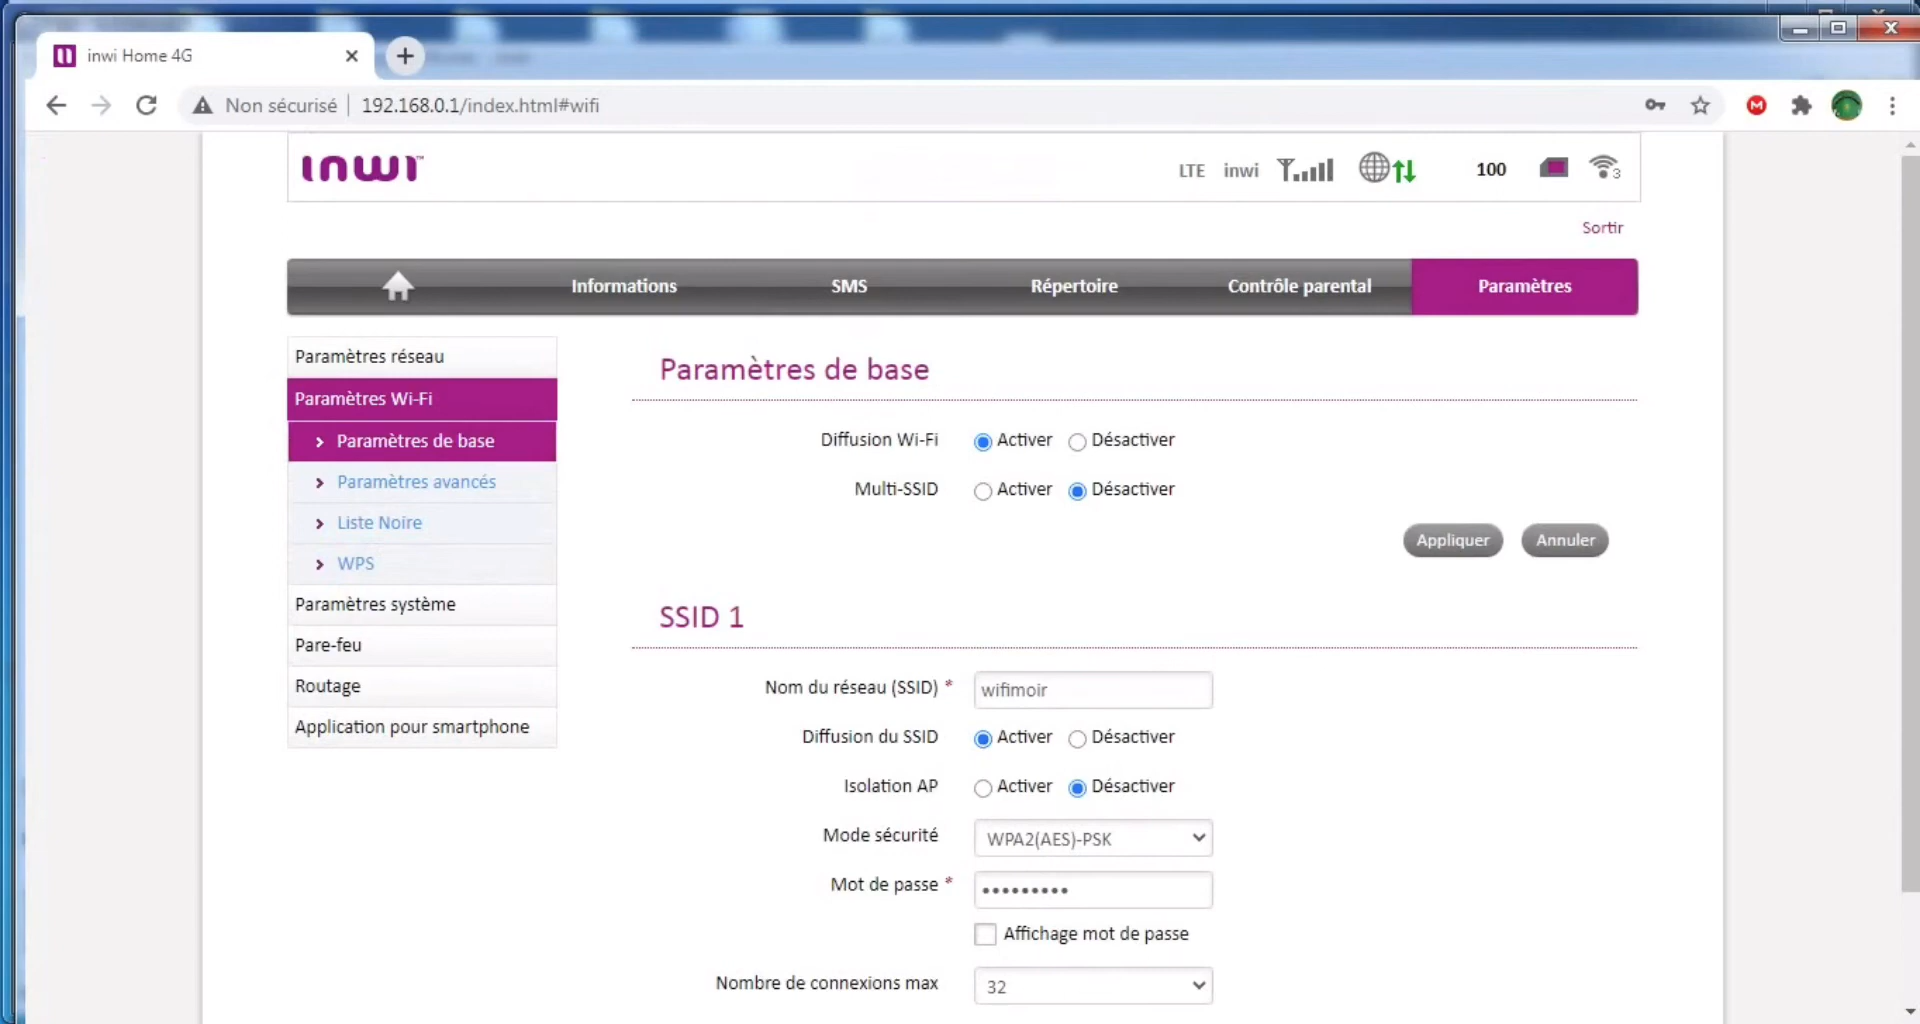 inwi Home 4G
Non sécurisé | 192.168.0.1/index.html#wifi
inwi
LTE inwi 100 3
Sortir
Informations SMS Répertoire Contrôle parental Paramètres
Paramètres réseau
Paramètres Wi-Fi
Paramètres de base
Paramètres avancés
Liste Noire
WPS
Paramètres système
Pare-feu
Routage
Application pour smartphone
Paramètres de base
Diffusion Wi-Fi Activer Désactiver
Multi-SSID Activer Désactiver
Appliquer Annuler
SSID 1
Nom du réseau (SSID) * wifimoir
Diffusion du SSID Activer Désactiver
Isolation AP Activer Désactiver
Mode sécurité WPA2(AES)-PSK
Mot de passe * •••••••••
Affichage mot de passe
Nombre de connexions max 32